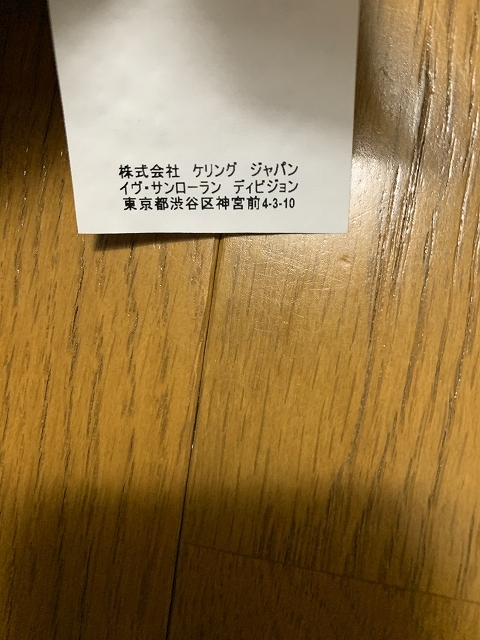 株式会社　ケリング　ジャパン
イヴ・サンローラン　ディビジョン
東京都渋谷区神宮前4-3-10